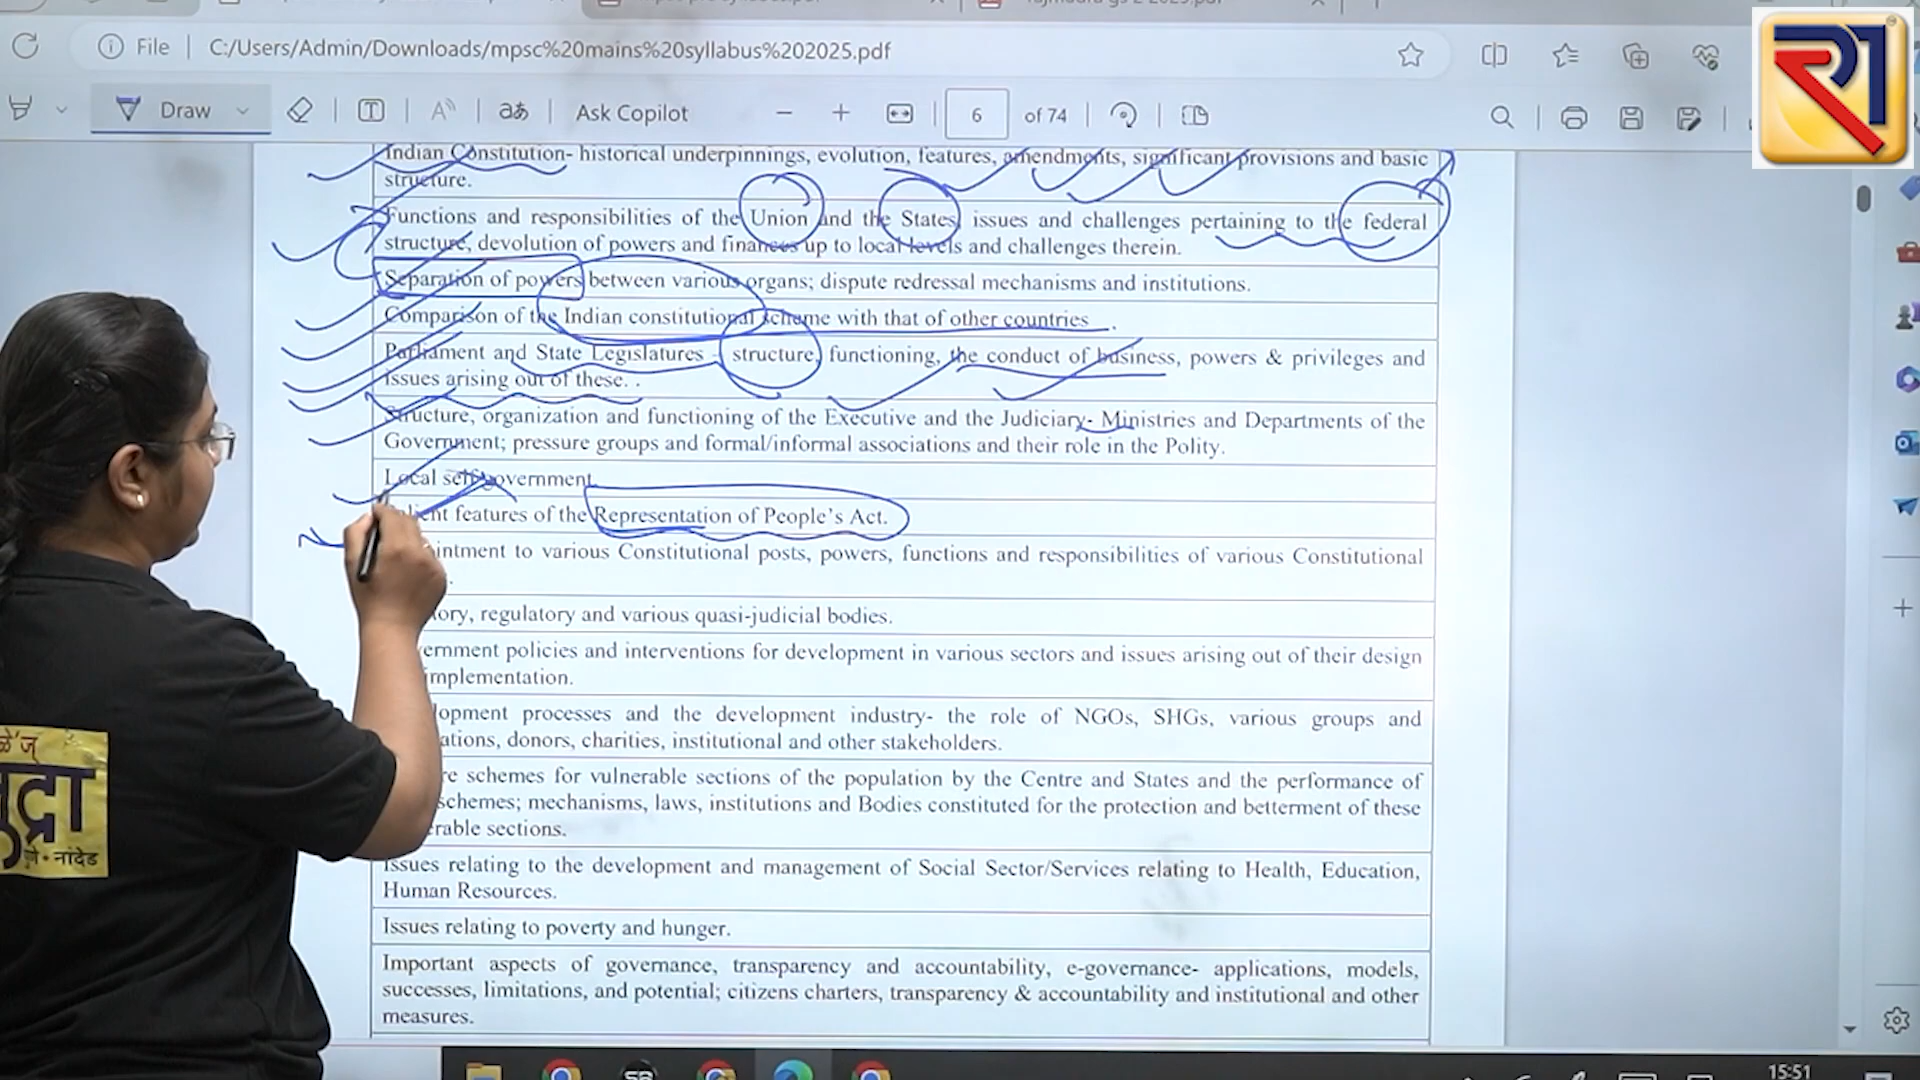 File
C:/Users/Admin/Downloads/mpsc%20mains%20syllabus%202025.pdf
Draw
Ask Copilot
6
of 74
Indian Constitution- historical underpinnings, evolution, features, amendments, significant provisions and basic
structure.
Functions and responsibilities of the Union and the States, issues and challenges pertaining to the federal
structure, devolution of powers and finances up to local levels and challenges therein.
Separation of powers between various organs; dispute redressal mechanisms and institutions.
Comparison of the Indian constitutional scheme with that of other countries
Parliament and State Legislatures - structure, functioning, the conduct of business, powers & privileges and
issues arising out of these. .
Structure, organization and functioning of the Executive and the Judiciary- Ministries and Departments of the
Government; pressure groups and formal/informal associations and their role in the Polity.
Local self government
features of the Representation of People's Act.
intment to various Constitutional posts, powers, functions and responsibilities of various Constitutional
ory, regulatory and various quasi-judicial bodies.
ernment policies and interventions for development in various sectors and issues arising out of their design
mplementation.
lopment processes and the development industry- the role of NGOs, SHGs, various groups and
ations, donors, charities, institutional and other stakeholders.
re schemes for vulnerable sections of the population by the Centre and States and the performance of
schemes; mechanisms, laws, institutions and Bodies constituted for the protection and betterment of these
rable sections.
Issues relating to the development and management of Social Sector/Services relating to Health, Education,
Human Resources.
Issues relating to poverty and hunger.
Important aspects of governance, transparency and accountability, e-governance- applications, models,
successes, limitations, and potential; citizens charters, transparency & accountability and institutional and other
measures.
15:51
नांदेड